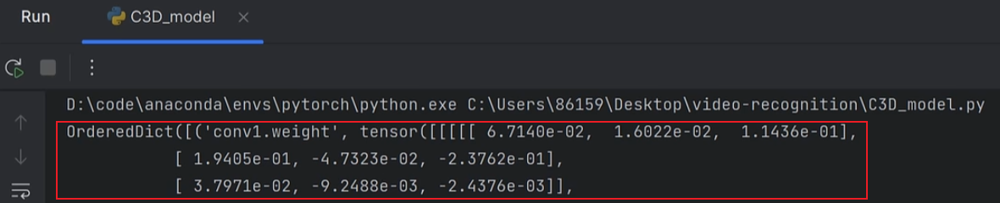 Run C3D_model
D:\code\anaconda\envs\pytorch\python.exe C:\Users\86159\Desktop\video-recognition\C3D_model.py
OrderedDict([('conv1.weight', tensor([[[[[ 6.7140e-02,  1.6022e-02,  1.1436e-01],
[ 1.9405e-01, -4.7323e-02, -2.3762e-01],
[ 3.7971e-02, -9.2488e-03, -2.4376e-03]],